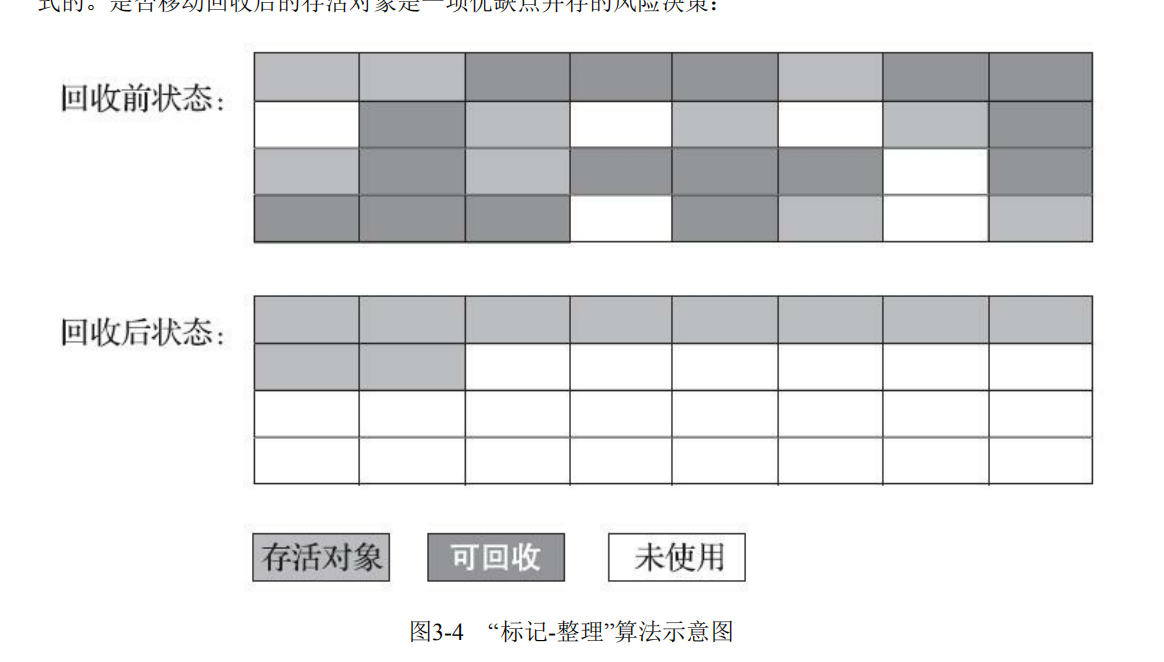 式的。是否移动回收后的存活对象是一项优缺点并存的风险决策：
回收前状态：
回收后状态：
存活对象 可回收 未使用
图3-4 “标记-整理”算法示意图